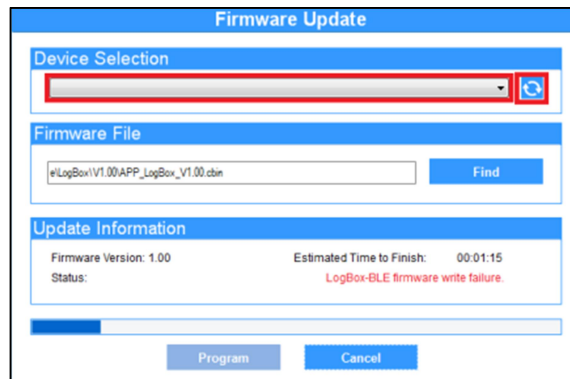 Firmware Update
Device Selection
Firmware File
e\LogBox\V1.00\APP_LogBox_V1.00.cbin Find
Update Information
Firmware Version: 1.00 Estimated Time to Finish: 00:01:15
Status: LogBox-BLE firmware write failure.
Program Cancel